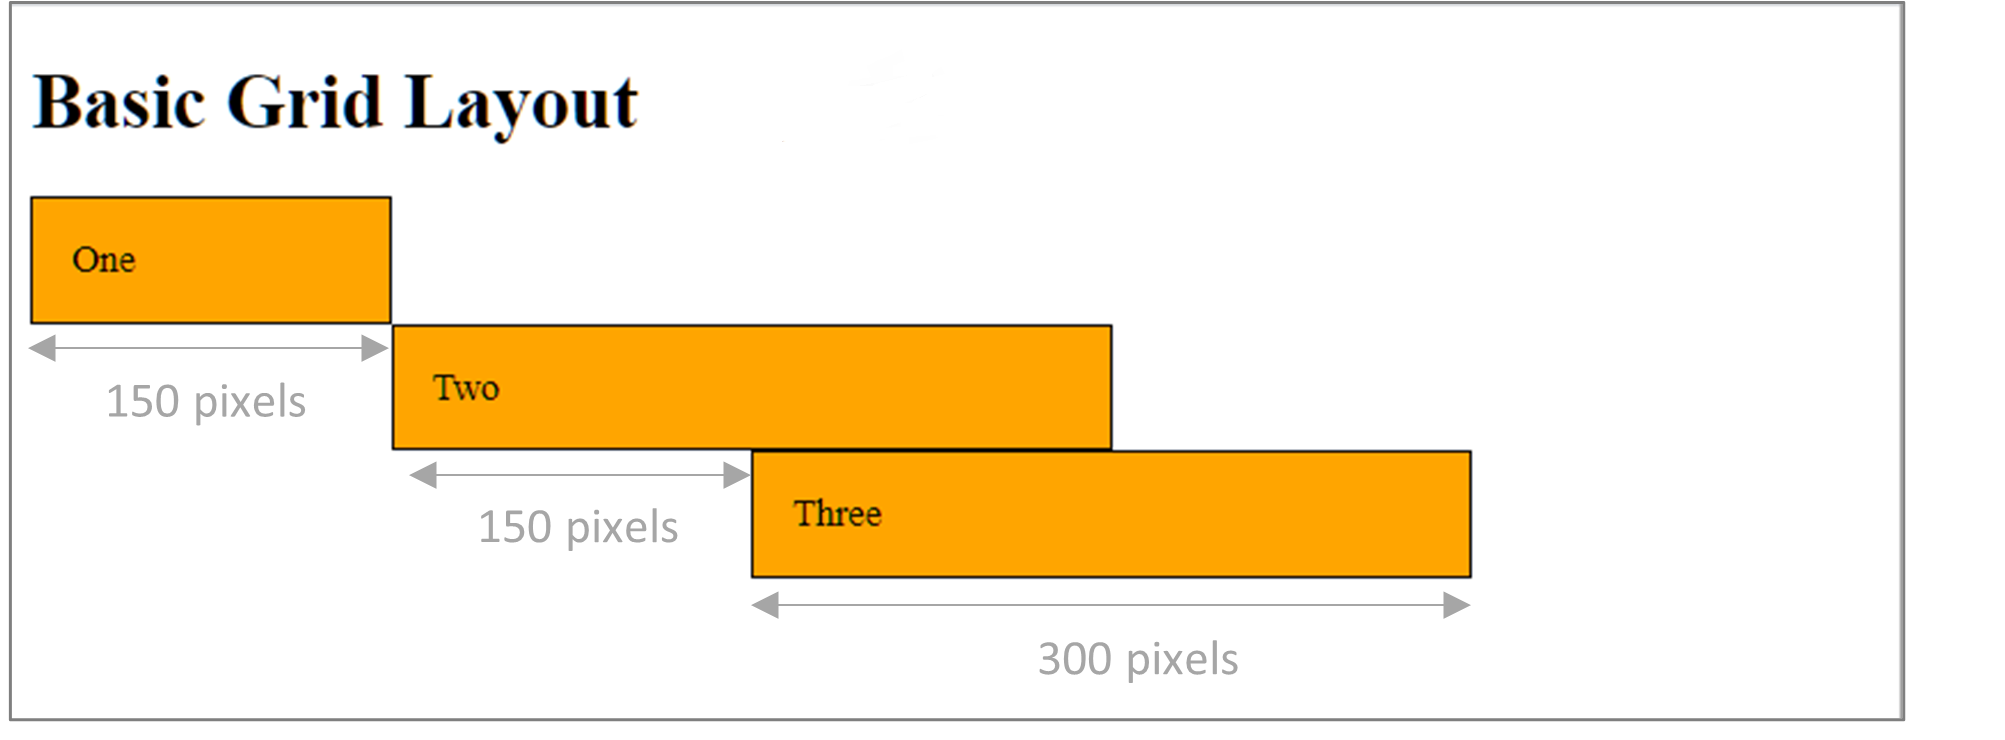 Basic Grid Layout
One
150 pixels
Two
150 pixels
Three
300 pixels